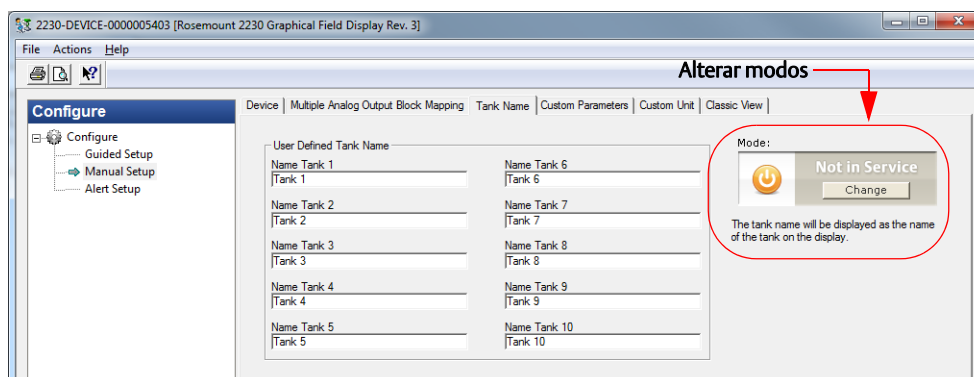 2230-DEVICE-0000005403 [Rosemount 2230 Graphical Field Display Rev. 3]
File Actions Help
Alterar modos
Configure
Configure
Guided Setup
Manual Setup
Alert Setup
Device
Multiple Analog Output Block Mapping
Tank Name
Custom Parameters
Custom Unit
Classic View
User Defined Tank Name
Name Tank 1
Tank 1
Name Tank 2
Tank 2
Name Tank 3
Tank 3
Name Tank 4
Tank 4
Name Tank 5
Tank 5
Name Tank 6
Tank 6
Name Tank 7
Tank 7
Name Tank 8
Tank 8
Name Tank 9
Tank 9
Name Tank 10
Tank 10
Mode:
Not in Service
Change
The tank name will be displayed as the name
of the tank on the display.